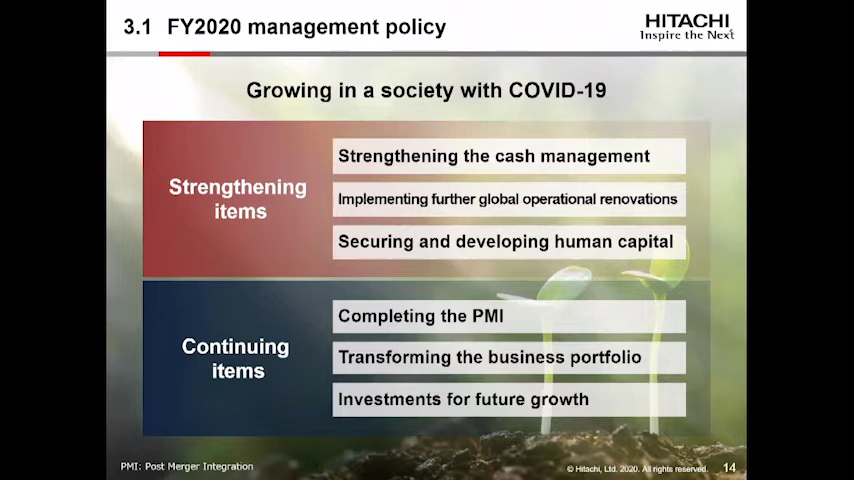 3.1 FY2020 management policy
HITACHI
Inspire the Next
Growing in a society with COVID-19
Strengthening
items
Strengthening the cash management
Implementing further global operational renovations
Securing and developing human capital
Continuing
items
Completing the PMI
Transforming the business portfolio
Investments for future growth
PMI: Post Merger Integration
© Hitachi, Ltd. 2020. All rights reserved.
14